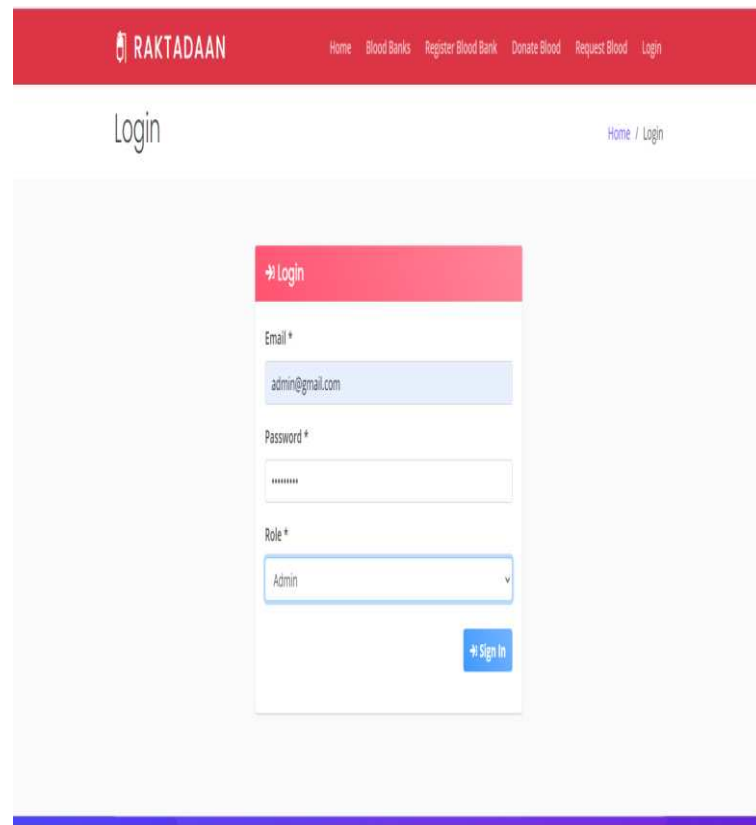 RAKTADAAN Home Blood Banks Register Blood Bank Donate Blood Request Blood Login
Login Home / Login
Login
Email *
admin@gmail.com
Password *
•••••••••
Role *
Admin
Sign In